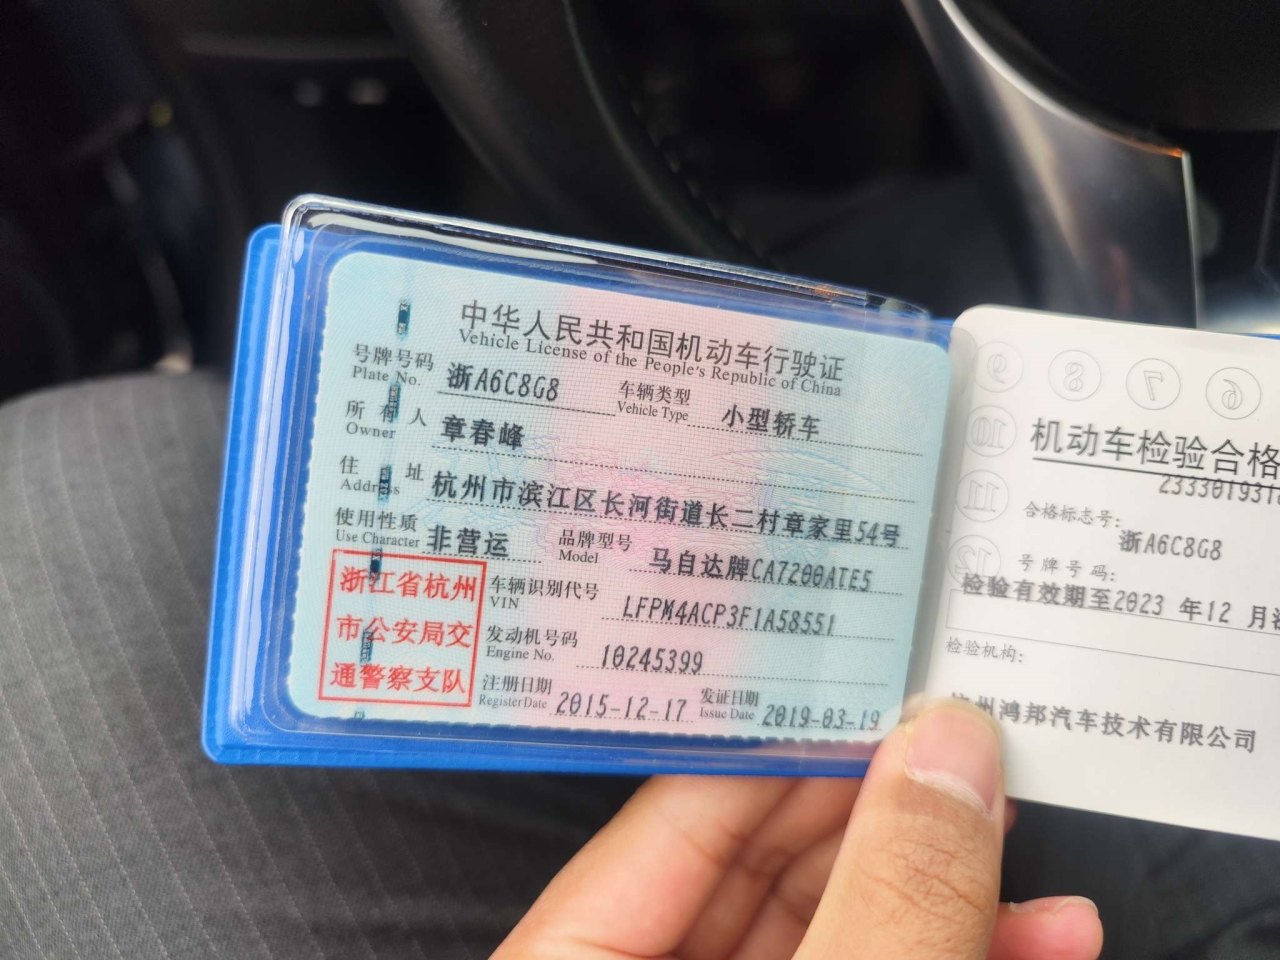 中华人民共和国机动车行驶证
Vehicle License of the People's Republic of China
号牌号码 浙A6C8G8 车辆类型 小型轿车
Plate No. Vehicle Type
所有人 章春峰
Owner
住址 杭州市滨江区长河街道长二村章家里54号
Address
使用性质 非营运 品牌型号 马自达牌CA7200ATE5
Use Character Model
浙江省杭州
市公安局交
通警察支队
车辆识别代号 LFPM4ACP3F1A58551
VIN
发动机号码 10245399
Engine No.
注册日期 2015-12-17 发证日期 2019-03-19
Register Date Issue Date
⑨ ⑧ ⑦ ⑥
⑩
⑪
⑫
机动车检验合格
合格标志号:
浙A6C8G8
号牌号码:
检验有效期至2023 年12 月
检验机构:
州鸿邦汽车技术有限公司